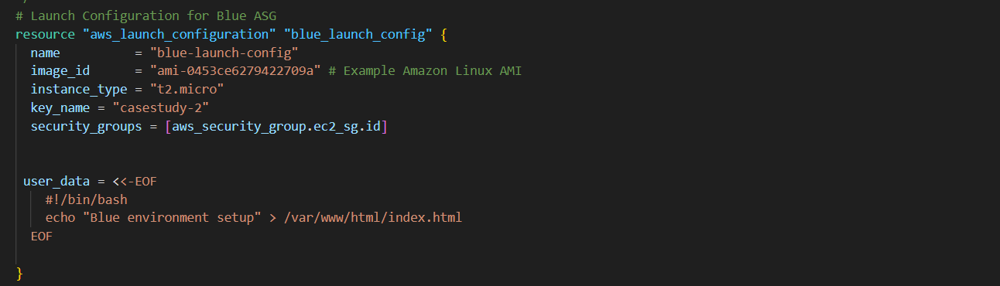 # Launch Configuration for Blue ASG
resource "aws_launch_configuration" "blue_launch_config" {
  name          = "blue-launch-config"
  image_id      = "ami-0453ce6279422709a" # Example Amazon Linux AMI
  instance_type = "t2.micro"
  key_name = "casestudy-2"
  security_groups = [aws_security_group.ec2_sg.id]
 user_data = <<-EOF
    #!/bin/bash
    echo "Blue environment setup" > /var/www/html/index.html
  EOF
}